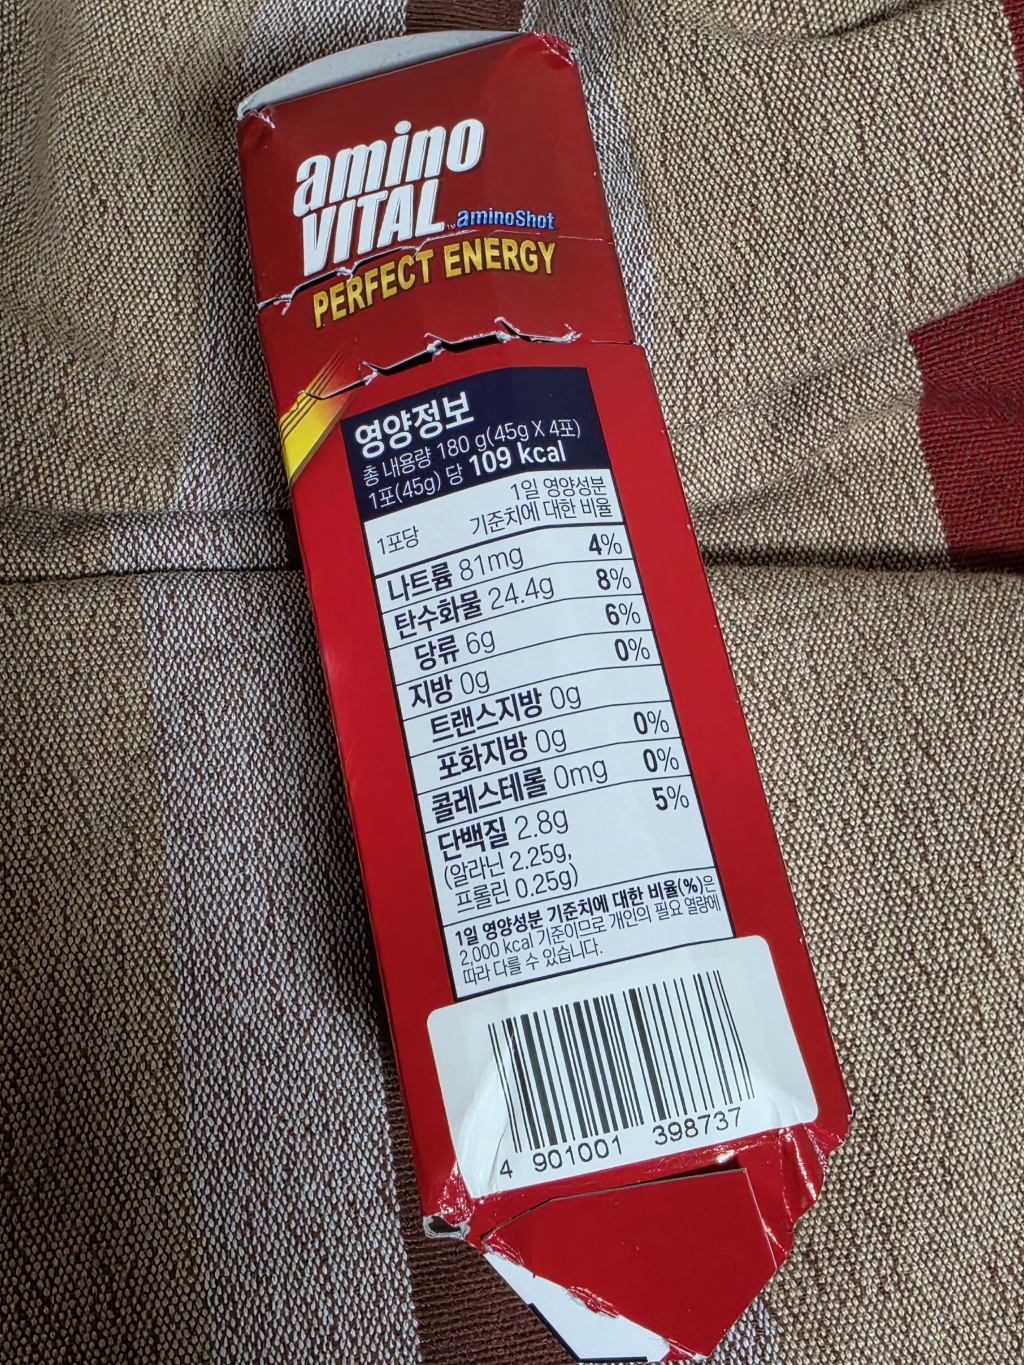 amino
VITAL™ aminoShot
PERFECT ENERGY
영양정보
총 내용량 180 g(45g X 4포)
1포(45g) 당 109 kcal
1포당 1일 영양성분 기준치에 대한 비율
나트륨 81mg 4%
탄수화물 24.4g 8%
당류 6g 6%
지방 0g 0%
트랜스지방 0g
포화지방 0g 0%
콜레스테롤 0mg 0%
단백질 2.8g 5%
(알라닌 2.25g,
프롤린 0.25g)
1일 영양성분 기준치에 대한 비율(%)은
2,000 kcal 기준이므로 개인의 필요 열량에
따라 다를 수 있습니다.
4 901001 398737